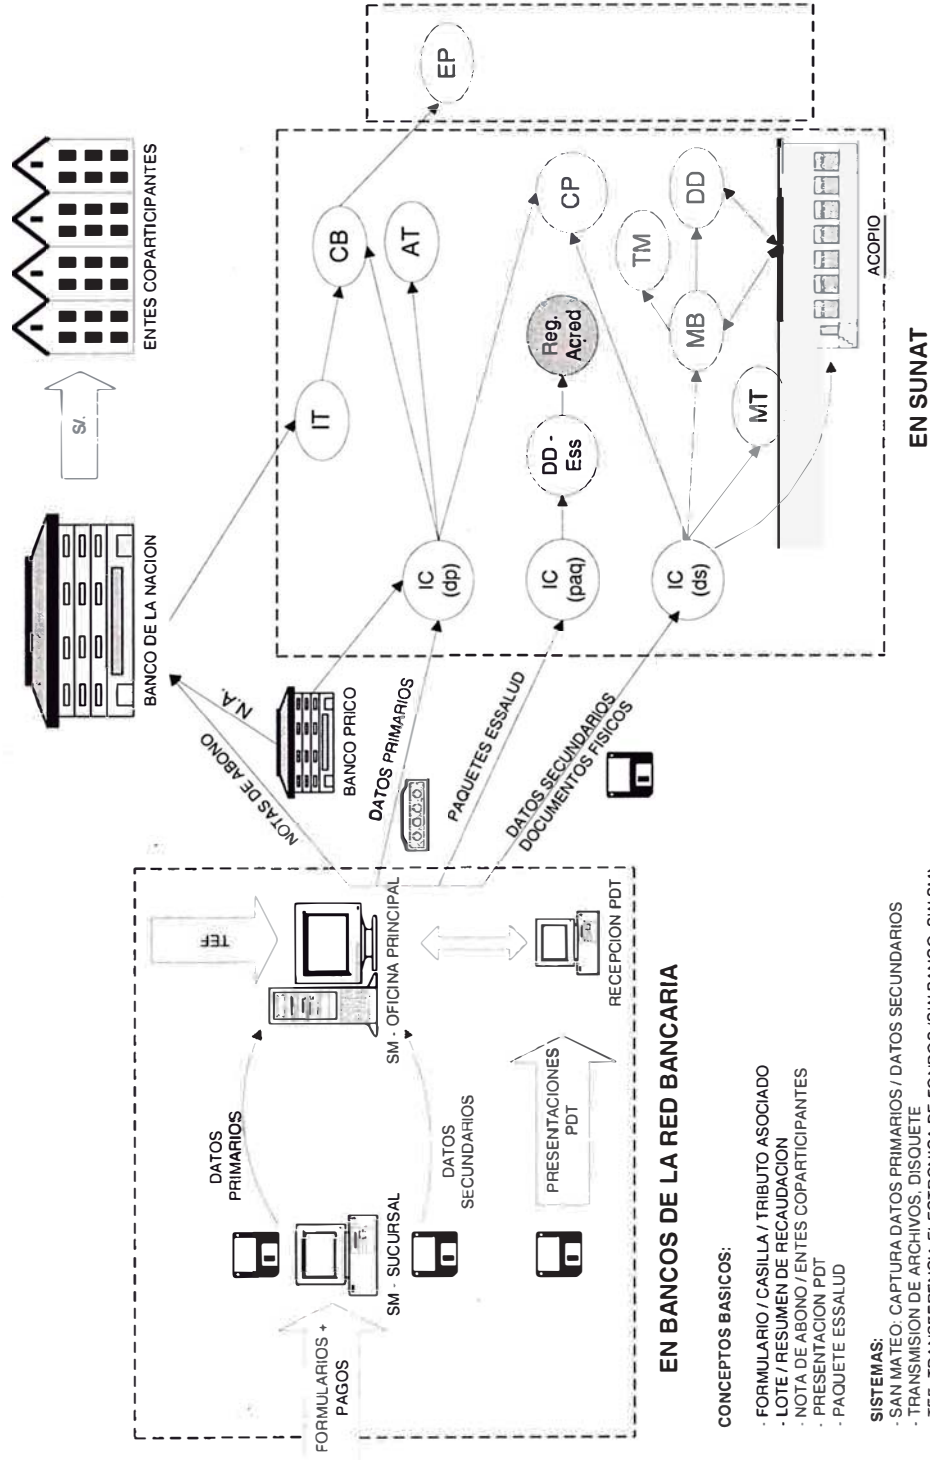 FORMULARIOS +
PAGOS
SM - SUCURSAL
DATOS
PRIMARIOS
DATOS
SECUNDARIOS
TEF
SM - OFICINA PRINCIPAL
PRESENTACIONES
PDT
RECEPCION PDT
EN BANCOS DE LA RED BANCARIA
NOTAS DE ABONO
N.A.
BANCO PRICO
DATOS PRIMARIOS
PAQUETES ESSALUD
DATOS SECUNDARIOS
DOCUMENTOS FISICOS
BANCO DE LA NACION
S/.
ENTES COPARTICIPANTES
IT
CB
AT
EP
IC
(dp)
CP
IC
(paq)
DD -
Ess
Reg.
Acred
IC
(ds)
TM
MB
DD
MT
ACOPIO
EN SUNAT
CONCEPTOS BASICOS:
- FORMULARIO / CASILLA / TRIBUTO ASOCIADO
- LOTE / RESUMEN DE RECAUDACION
- NOTA DE ABONO / ENTES COPARTICIPANTES
- PRESENTACION PDT
- PAQUETE ESSALUD
SISTEMAS:
- SAN MATEO: CAPTURA DATOS PRIMARIOS / DATOS SECUNDARIOS
- TRANSMISION DE ARCHIVOS, DISQUETE